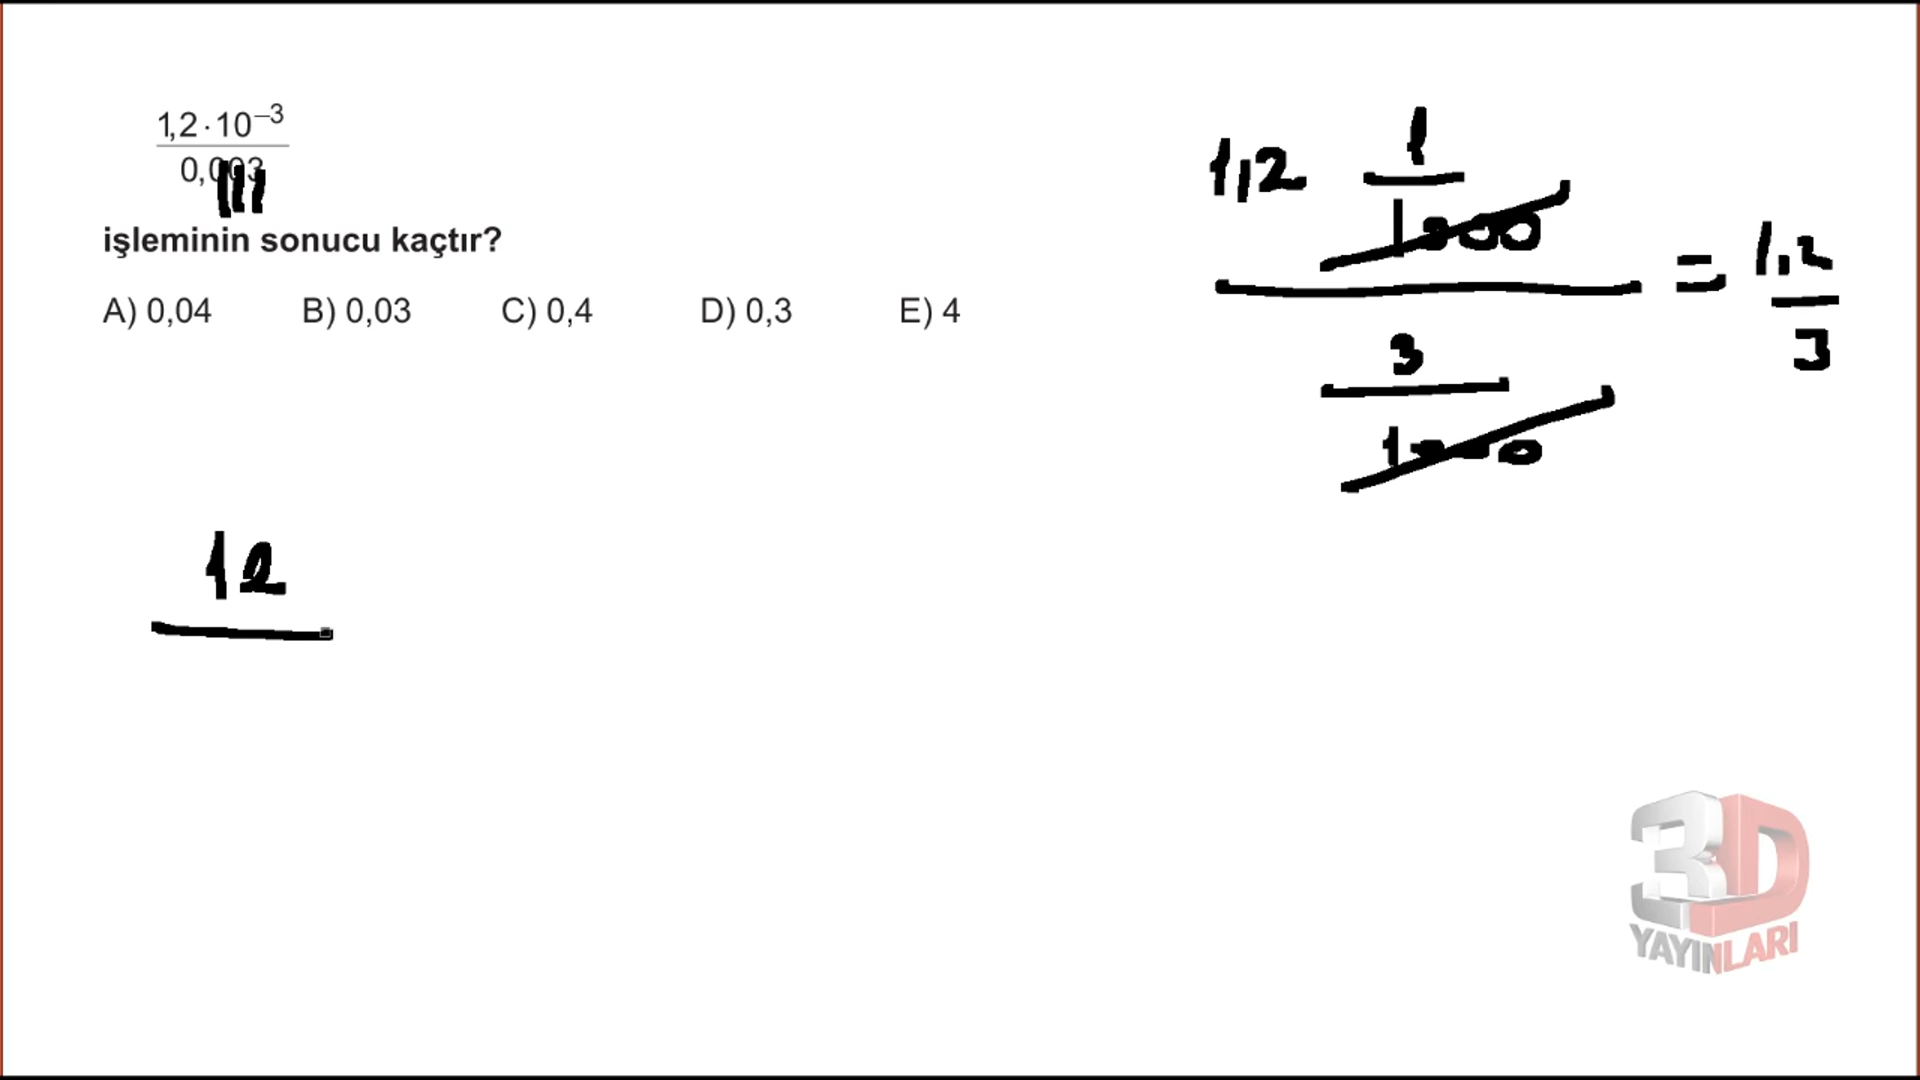 1,2 · 10⁻³
0,003
işleminin sonucu kaçtır?
A) 0,04 B) 0,03 C) 0,4 D) 0,3 E) 4
1,2 1
1000
= 1,2
3
3
1000
12
3D
YAYINLARI